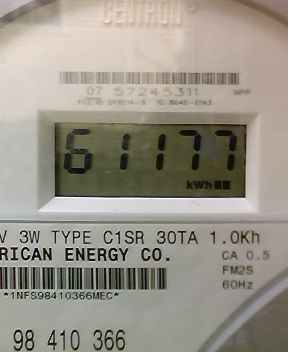 CENTRON®
07 57245311
61177
kWh
V 3W TYPE C1SR 30TA 1.0Kh
RICAN ENERGY CO.
CA 0.5
FM2S
60Hz
*1NFS98410366MEC*
98 410 366